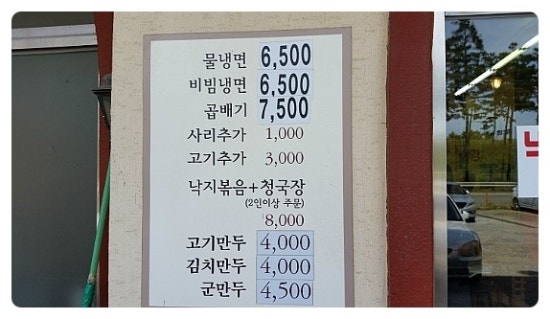 물냉면 6,500
비빔냉면 6,500
곱배기 7,500
사리추가 1,000
고기추가 3,000
낙지볶음+청국장
(2인이상 주문)
8,000
고기만두 4,000
김치만두 4,000
군만두 4,500